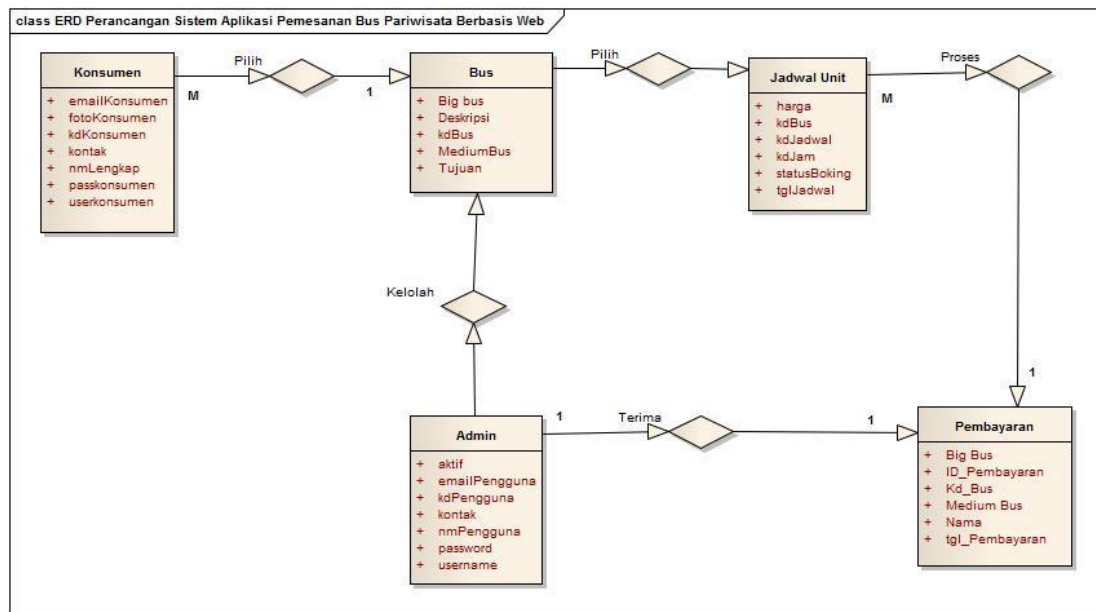 class ERD Perancangan Sistem Aplikasi Pemesanan Bus Pariwisata Berbasis Web
Konsumen
+ emailKonsumen
+ fotoKonsumen
+ kdKonsumen
+ kontak
+ nmLengkap
+ passkonsumen
+ userkonsumen
Pilih
M
1
Bus
+ Big bus
+ Deskripsi
+ kdBus
+ MediumBus
+ Tujuan
Pilih
Jadwal Unit
+ harga
+ kdBus
+ kdJadwal
+ kdJam
+ statusBoking
+ tglJadwal
M
Proses
1
Kelolah
Admin
+ aktif
+ emailPengguna
+ kdPengguna
+ kontak
+ nmPengguna
+ password
+ username
1
Terima
1
Pembayaran
+ Big Bus
+ ID_Pembayaran
+ Kd_Bus
+ Medium Bus
+ Nama
+ tgl_Pembayaran